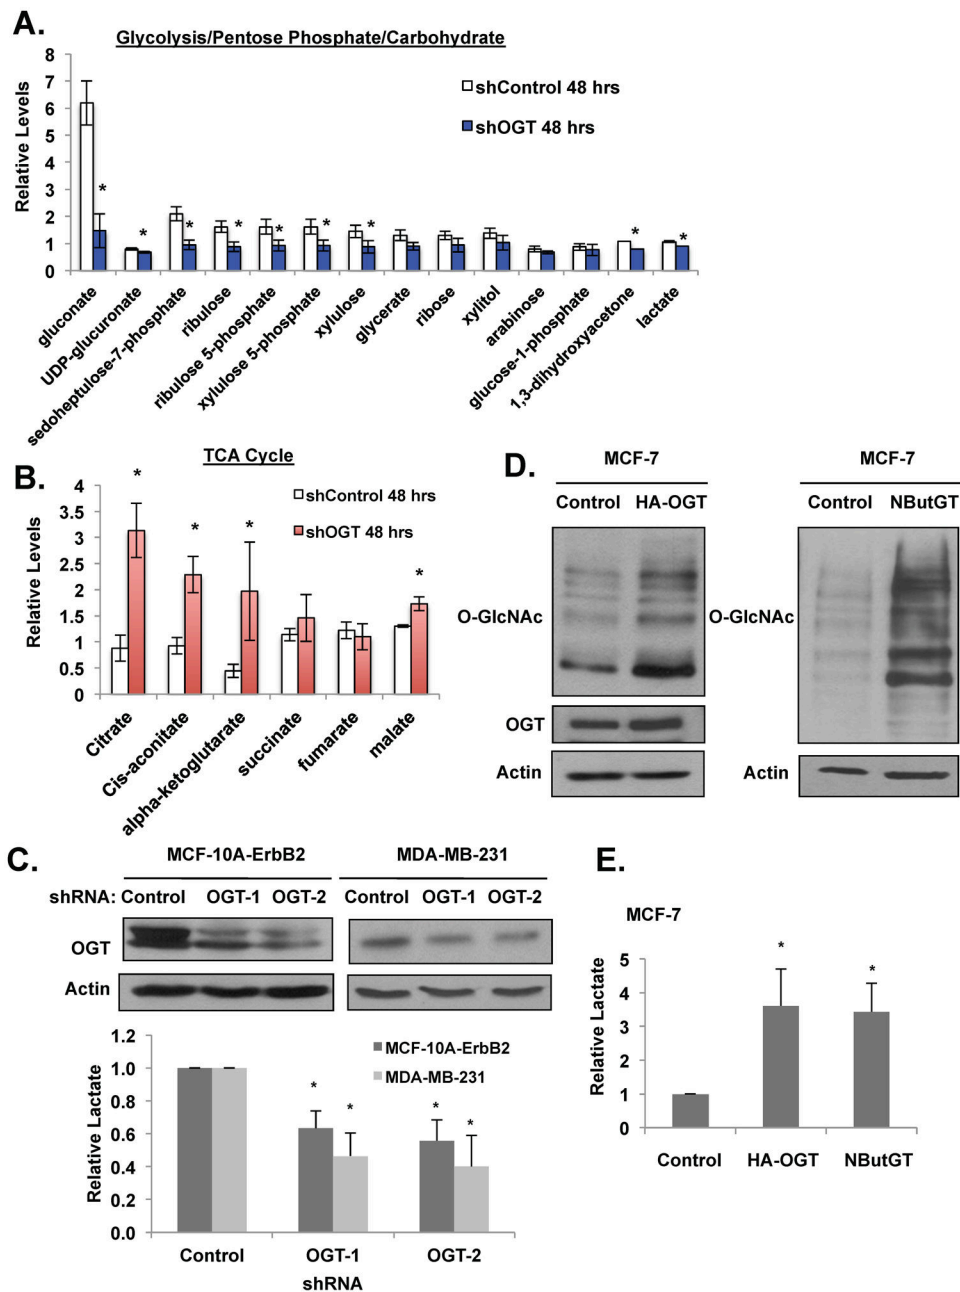 A.
Glycolysis/Pentose Phosphate/Carbohydrate
Relative Levels
8
7
6
5
4
3
2
1
0
shControl 48 hrs
shOGT 48 hrs
*
*
*
*
*
*
*
*
*
gluconate
UDP-glucuronate
sedoheptulose-7-phosphate
ribulose
ribulose 5-phosphate
xylulose 5-phosphate
xylulose
glycerate
ribose
xylitol
arabinose
glucose-1-phosphate
1,3-dihydroxyacetone
lactate
B.
TCA Cycle
Relative Levels
4
3.5
3
2.5
2
1.5
1
0.5
0
shControl 48 hrs
shOGT 48 hrs
*
*
*
*
Citrate
Cis-aconitate
alpha-ketoglutarate
succinate
fumarate
malate
C.
MCF-10A-ErbB2
MDA-MB-231
shRNA: Control OGT-1 OGT-2
Control OGT-1 OGT-2
OGT
Actin
Relative Lactate
1.2
1.0
0.8
0.6
0.4
0.2
0.0
MCF-10A-ErbB2
MDA-MB-231
*
*
*
*
Control
OGT-1
OGT-2
shRNA
D.
MCF-7
Control HA-OGT
O-GlcNAc
OGT
Actin
MCF-7
Control NButGT
O-GlcNAc
Actin
E.
MCF-7
Relative Lactate
5
4
3
2
1
0
*
*
Control
HA-OGT
NButGT